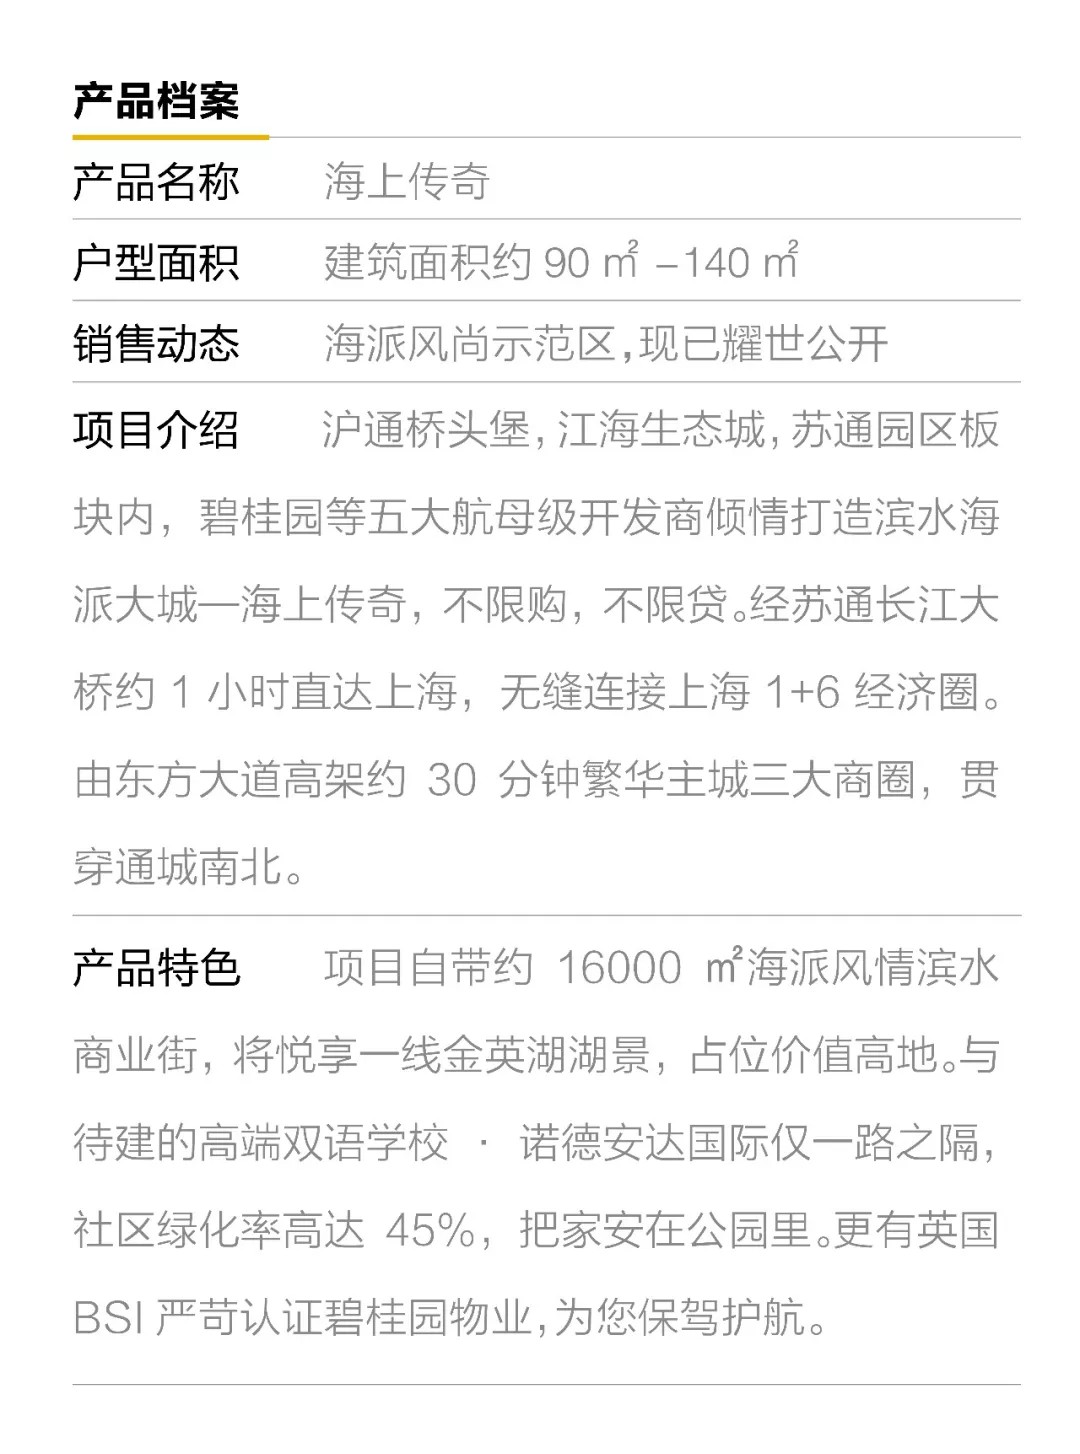 产品档案
产品名称 海上传奇
户型面积 建筑面积约 90 ㎡ -140 ㎡
销售动态 海派风尚示范区,现已耀世公开
项目介绍 沪通桥头堡,江海生态城,苏通园区板
块内，碧桂园等五大航母级开发商倾情打造滨水海
派大城—海上传奇，不限购，不限贷。经苏通长江大
桥约 1 小时直达上海，无缝连接上海 1+6 经济圈。
由东方大道高架约 30 分钟繁华主城三大商圈，贯
穿通城南北。
产品特色 项目自带约 16000 ㎡海派风情滨水
商业街，将悦享一线金英湖湖景，占位价值高地。与
待建的高端双语学校 · 诺德安达国际仅一路之隔,
社区绿化率高达 45%，把家安在公园里。更有英国
BSI 严苛认证碧桂园物业,为您保驾护航。